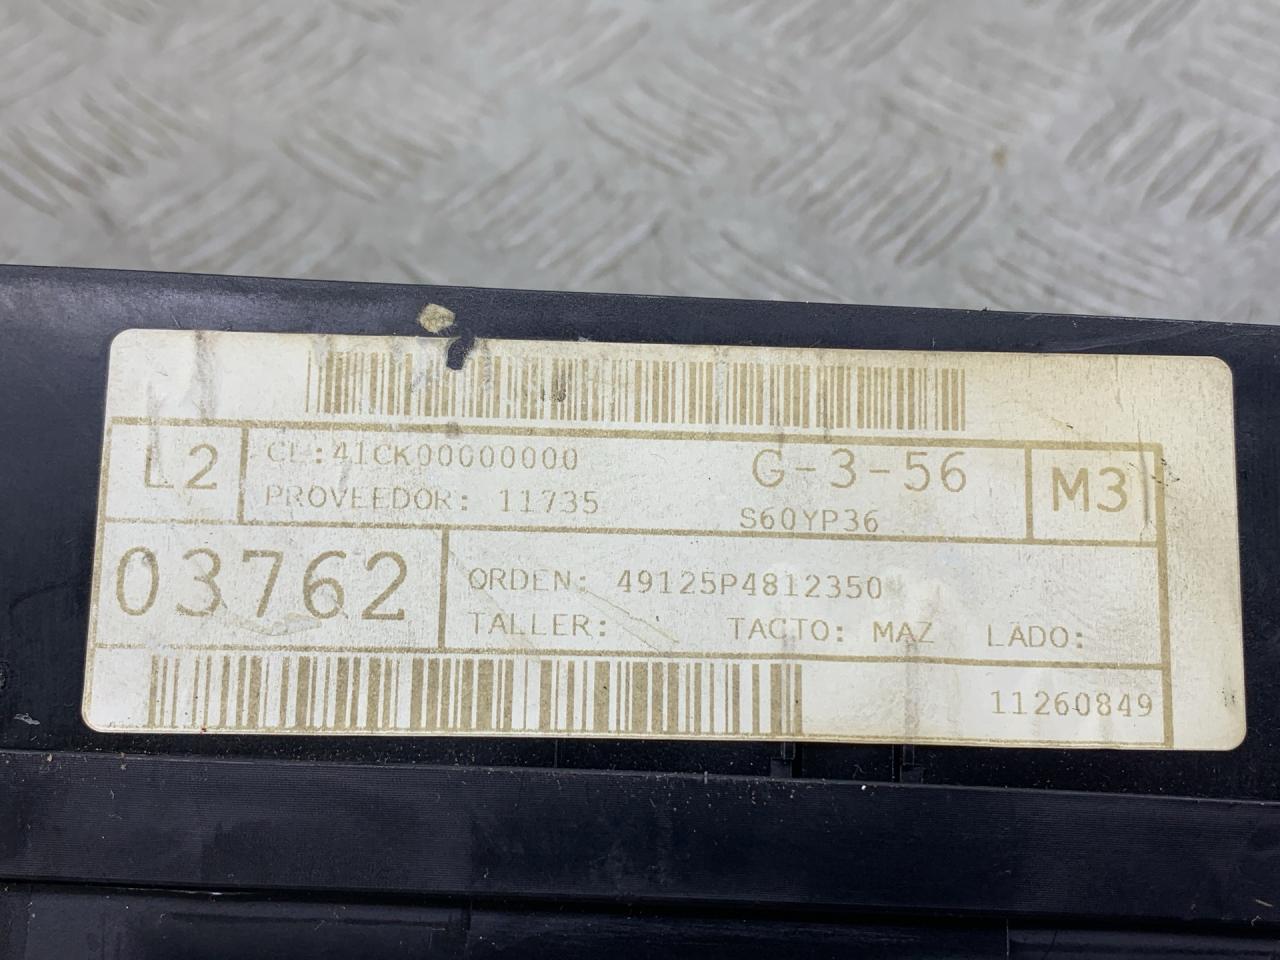 L2
CL:41CK00000000
G-3-56
M3
PROVEEDOR: 11735
S60YP36
03762
ORDEN: 49125P4812350
TALLER: TACTO: MAZ LADO:
11260849